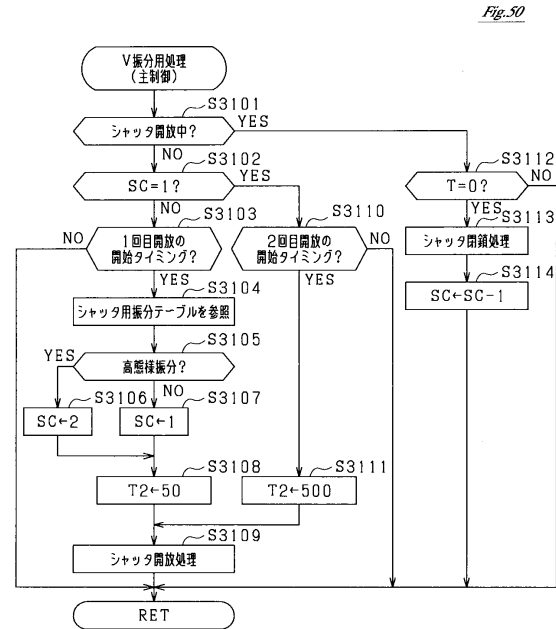 Fig.50
V振分用処理
(主制御)
S3101
シャッタ開放中?
YES
NO
S3102
SC=1?
YES
NO
S3112
T=0?
NO
YES
S3103
1回目開放の
開始タイミング?
NO
YES
S3110
2回目開放の
開始タイミング?
NO
YES
S3113
シャッタ閉鎖処理
S3104
シャッタ用振分テーブルを参照
S3114
SC←SC-1
S3105
高態様振分?
YES
NO
S3106
SC←2
S3107
SC←1
S3108
T2←50
S3111
T2←500
S3109
シャッタ開放処理
RET